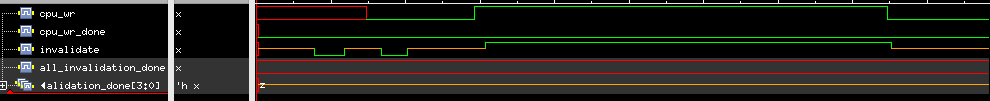 cpu_wr x
cpu_wr_done x
invalidate x
all_invalidation_done x
alidation_done[3:0] 'h x z